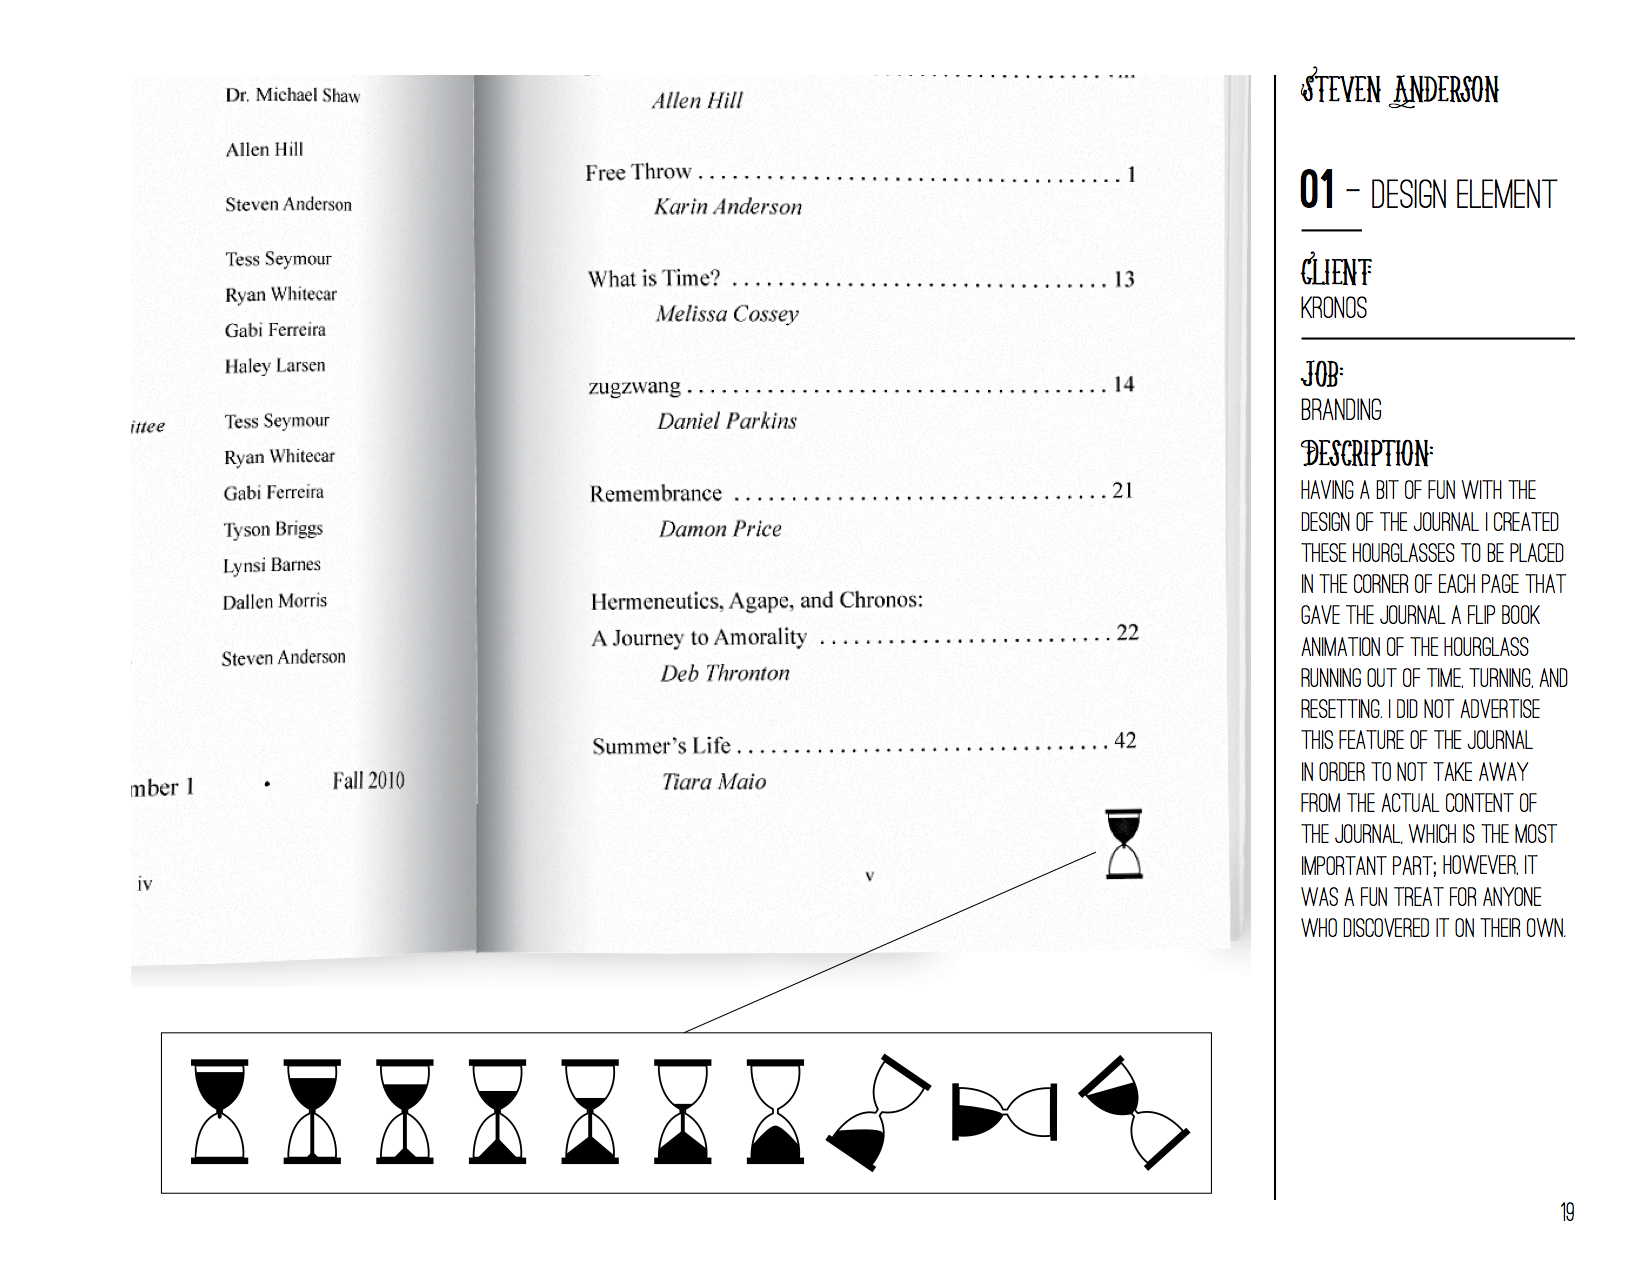 Dr. Michael Shaw
Allen Hill
Steven Anderson
Tess Seymour
Ryan Whitecar
Gabi Ferreira
Haley Larsen
ittee
Tess Seymour
Ryan Whitecar
Gabi Ferreira
Tyson Briggs
Lynsi Barnes
Dallen Morris
Steven Anderson
mber 1 • Fall 2010
iv
Allen Hill
Free Throw . . . . . . . . . . . . . . . . . . . . . . . . . . . . . . . . . . . . . 1
Karin Anderson
What is Time? . . . . . . . . . . . . . . . . . . . . . . . . . . . . . . . . . 13
Melissa Cossey
zugzwang . . . . . . . . . . . . . . . . . . . . . . . . . . . . . . . . . . . . . 14
Daniel Parkins
Remembrance . . . . . . . . . . . . . . . . . . . . . . . . . . . . . . . . . 21
Damon Price
Hermeneutics, Agape, and Chronos:
A Journey to Amorality . . . . . . . . . . . . . . . . . . . . . . . . . . 22
Deb Thronton
Summer's Life . . . . . . . . . . . . . . . . . . . . . . . . . . . . . . . . . 42
Tiara Maio
v
STEVEN ANDERSON
01 – DESIGN ELEMENT
CLIENT
KRONOS
JOB:
BRANDING
DESCRIPTION:
HAVING A BIT OF FUN WITH THE
DESIGN OF THE JOURNAL I CREATED
THESE HOURGLASSES TO BE PLACED
IN THE CORNER OF EACH PAGE THAT
GAVE THE JOURNAL A FLIP BOOK
ANIMATION OF THE HOURGLASS
RUNNING OUT OF TIME, TURNING, AND
RESETTING. I DID NOT ADVERTISE
THIS FEATURE OF THE JOURNAL
IN ORDER TO NOT TAKE AWAY
FROM THE ACTUAL CONTENT OF
THE JOURNAL, WHICH IS THE MOST
IMPORTANT PART; HOWEVER, IT
WAS A FUN TREAT FOR ANYONE
WHO DISCOVERED IT ON THEIR OWN.
19